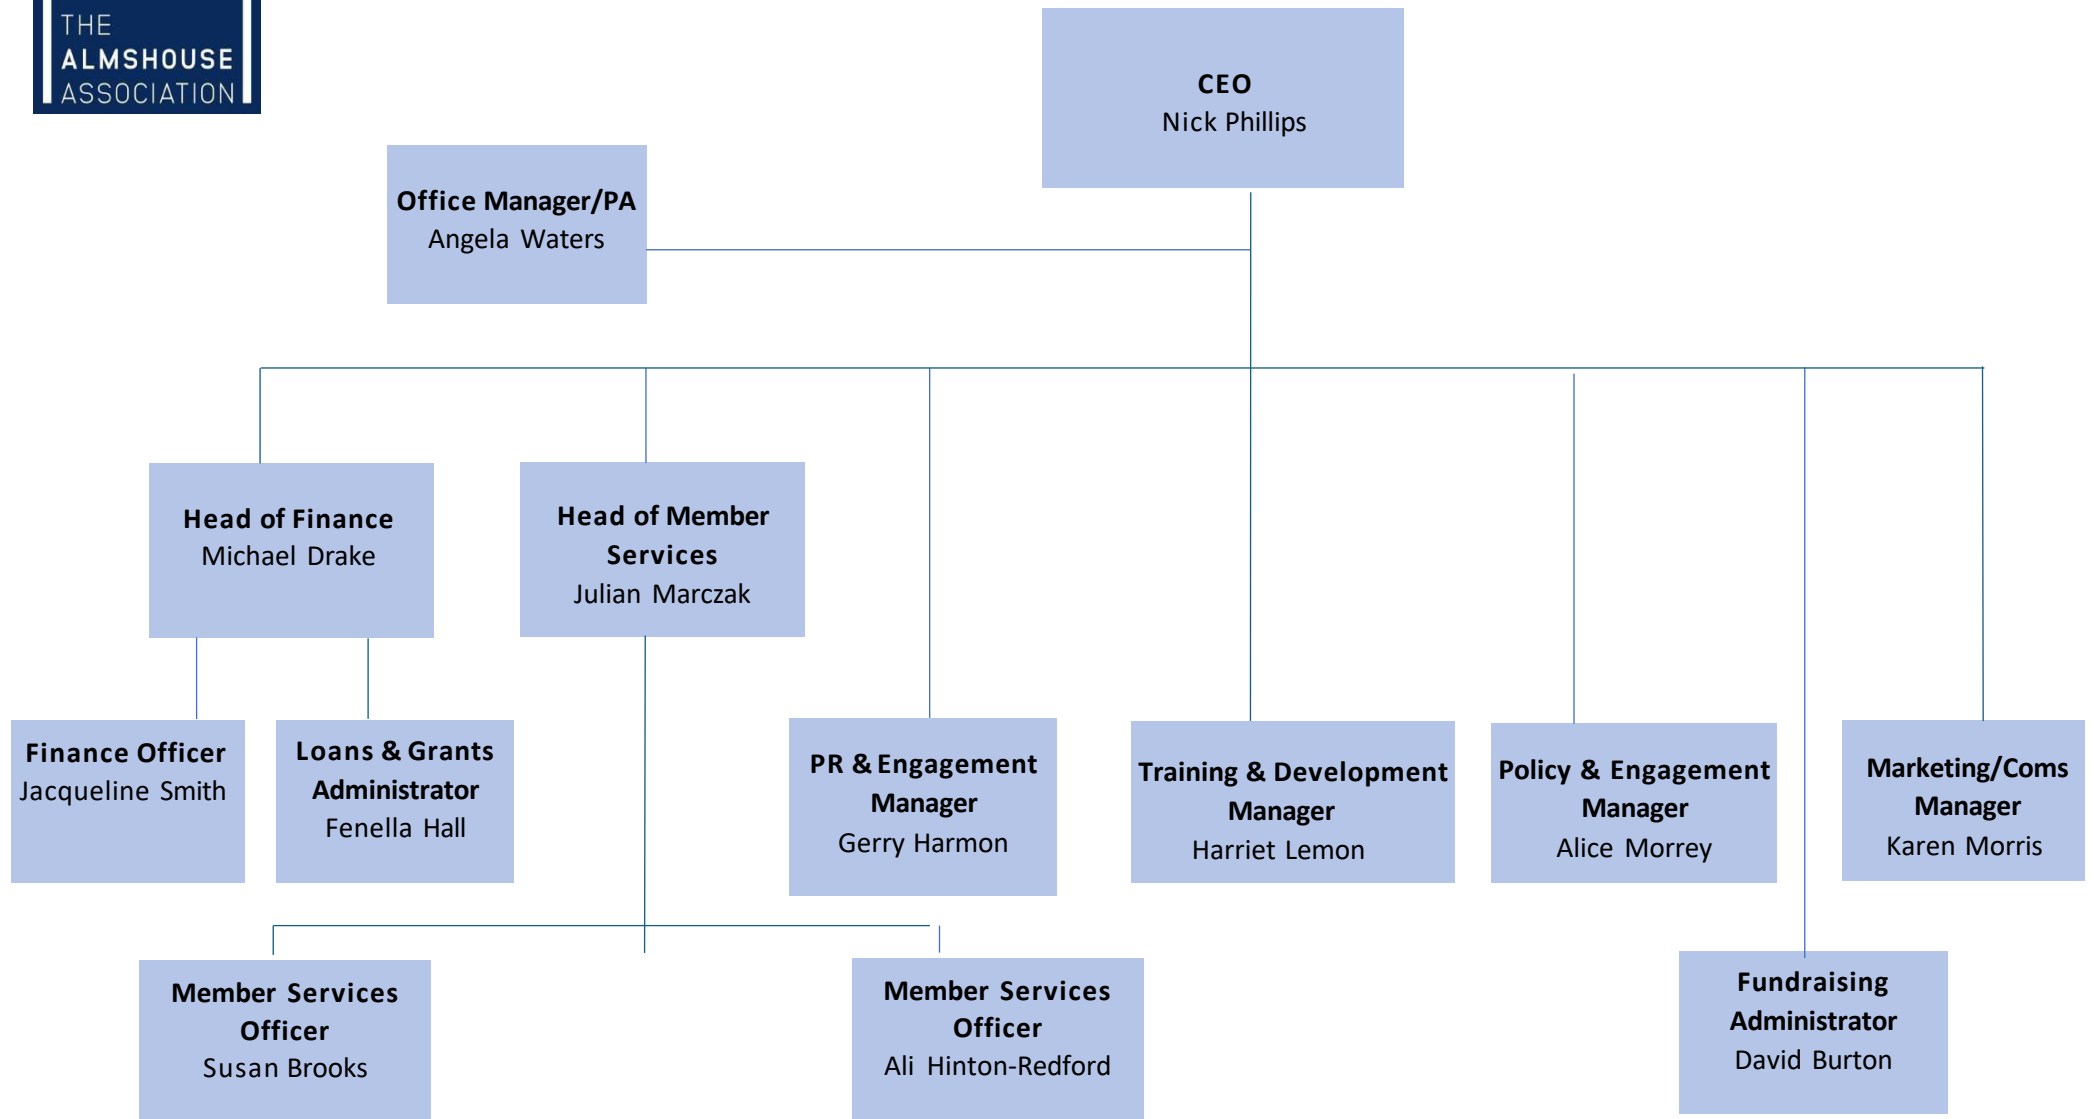 THE
ALMSHOUSE
ASSOCIATION
CEO
Nick Phillips
Office Manager/PA
Angela Waters
Head of Finance
Michael Drake
Head of Member
Services
Julian Marczak
Finance Officer
Jacqueline Smith
Loans & Grants
Administrator
Fenella Hall
PR & Engagement
Manager
Gerry Harmon
Training & Development
Manager
Harriet Lemon
Policy & Engagement
Manager
Alice Morrey
Marketing/Coms
Manager
Karen Morris
Member Services
Officer
Susan Brooks
Member Services
Officer
Ali Hinton-Redford
Fundraising
Administrator
David Burton